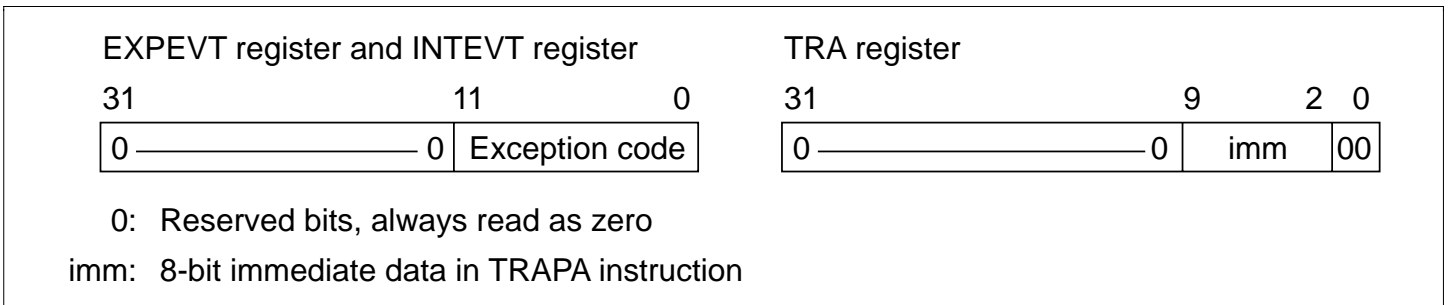 EXPEVT register and INTEVT register TRA register
31 11 0 31 9 2 0
0 0 Exception code 0 0 imm 00
0: Reserved bits, always read as zero
imm: 8-bit immediate data in TRAPA instruction